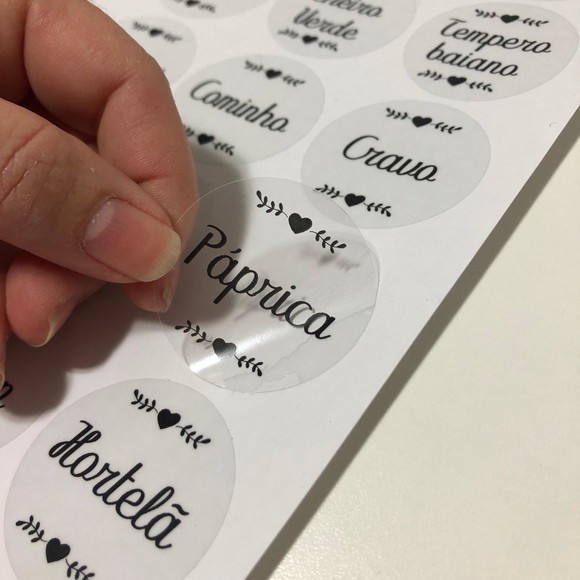 Verde
Tempero
baiano
Cominho
Cravo
Páprica
Hortelã